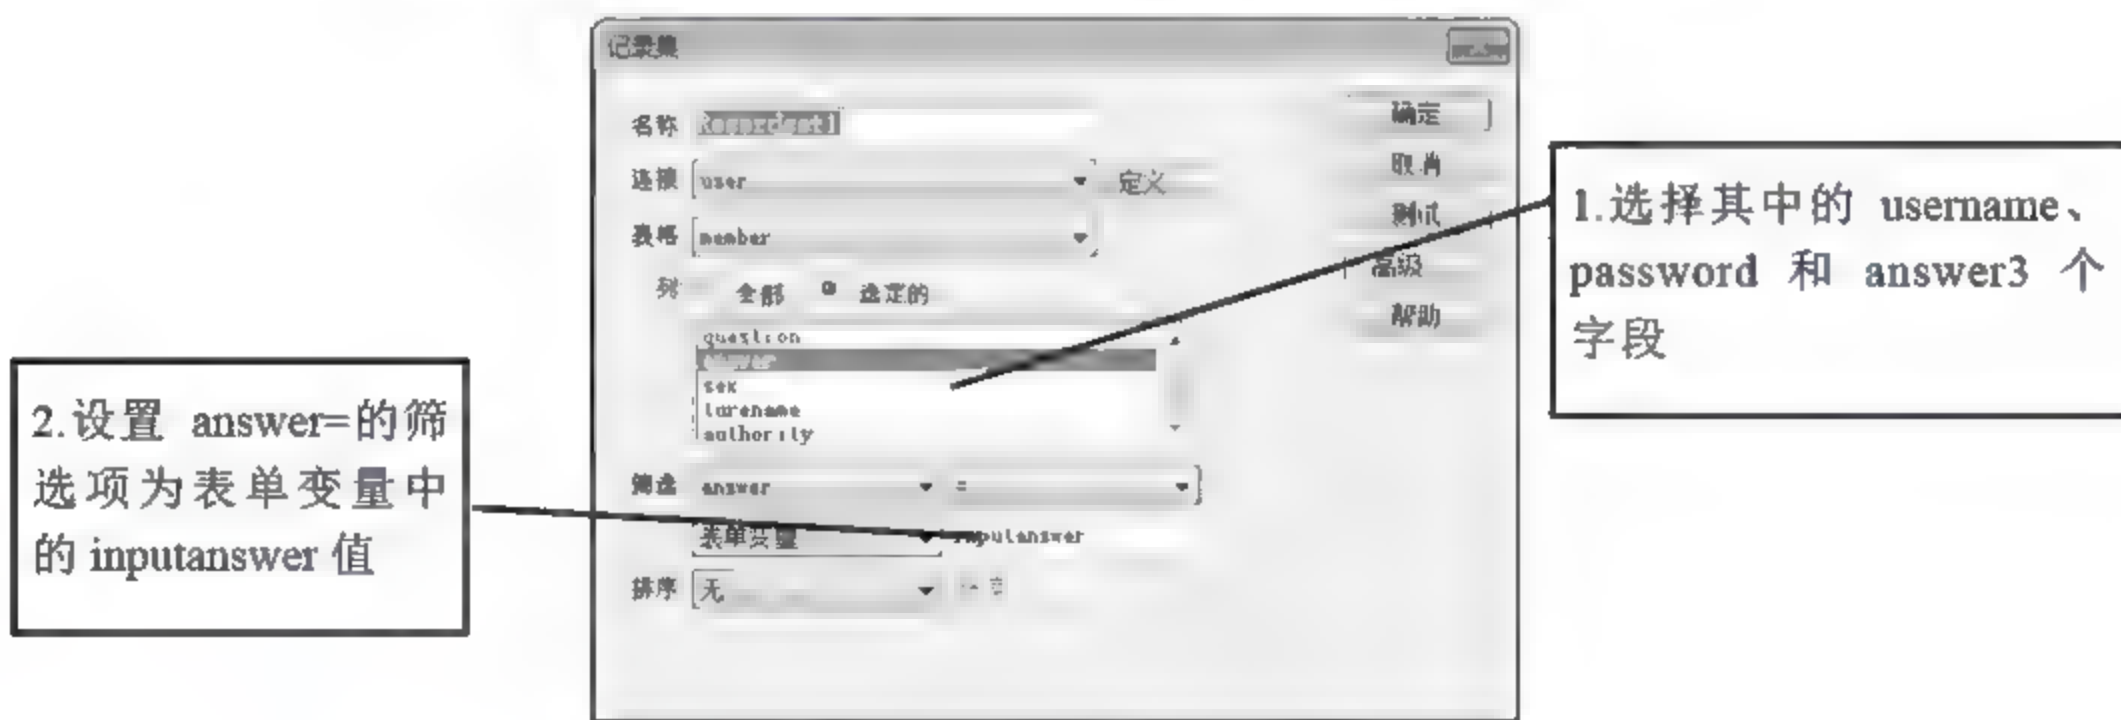 记录集
名称 Recordset1
确定
连接 user 定义
取消
表格 member
测试
列 全部 选定的
高级
帮助
question
answer
sex
authority
筛选 answer =
表单变量 inputanswer
排序 无
1.选择其中的 username、
password 和 answer3 个
字段
2.设置 answer=的筛
选项为表单变量中
的 inputanswer 值